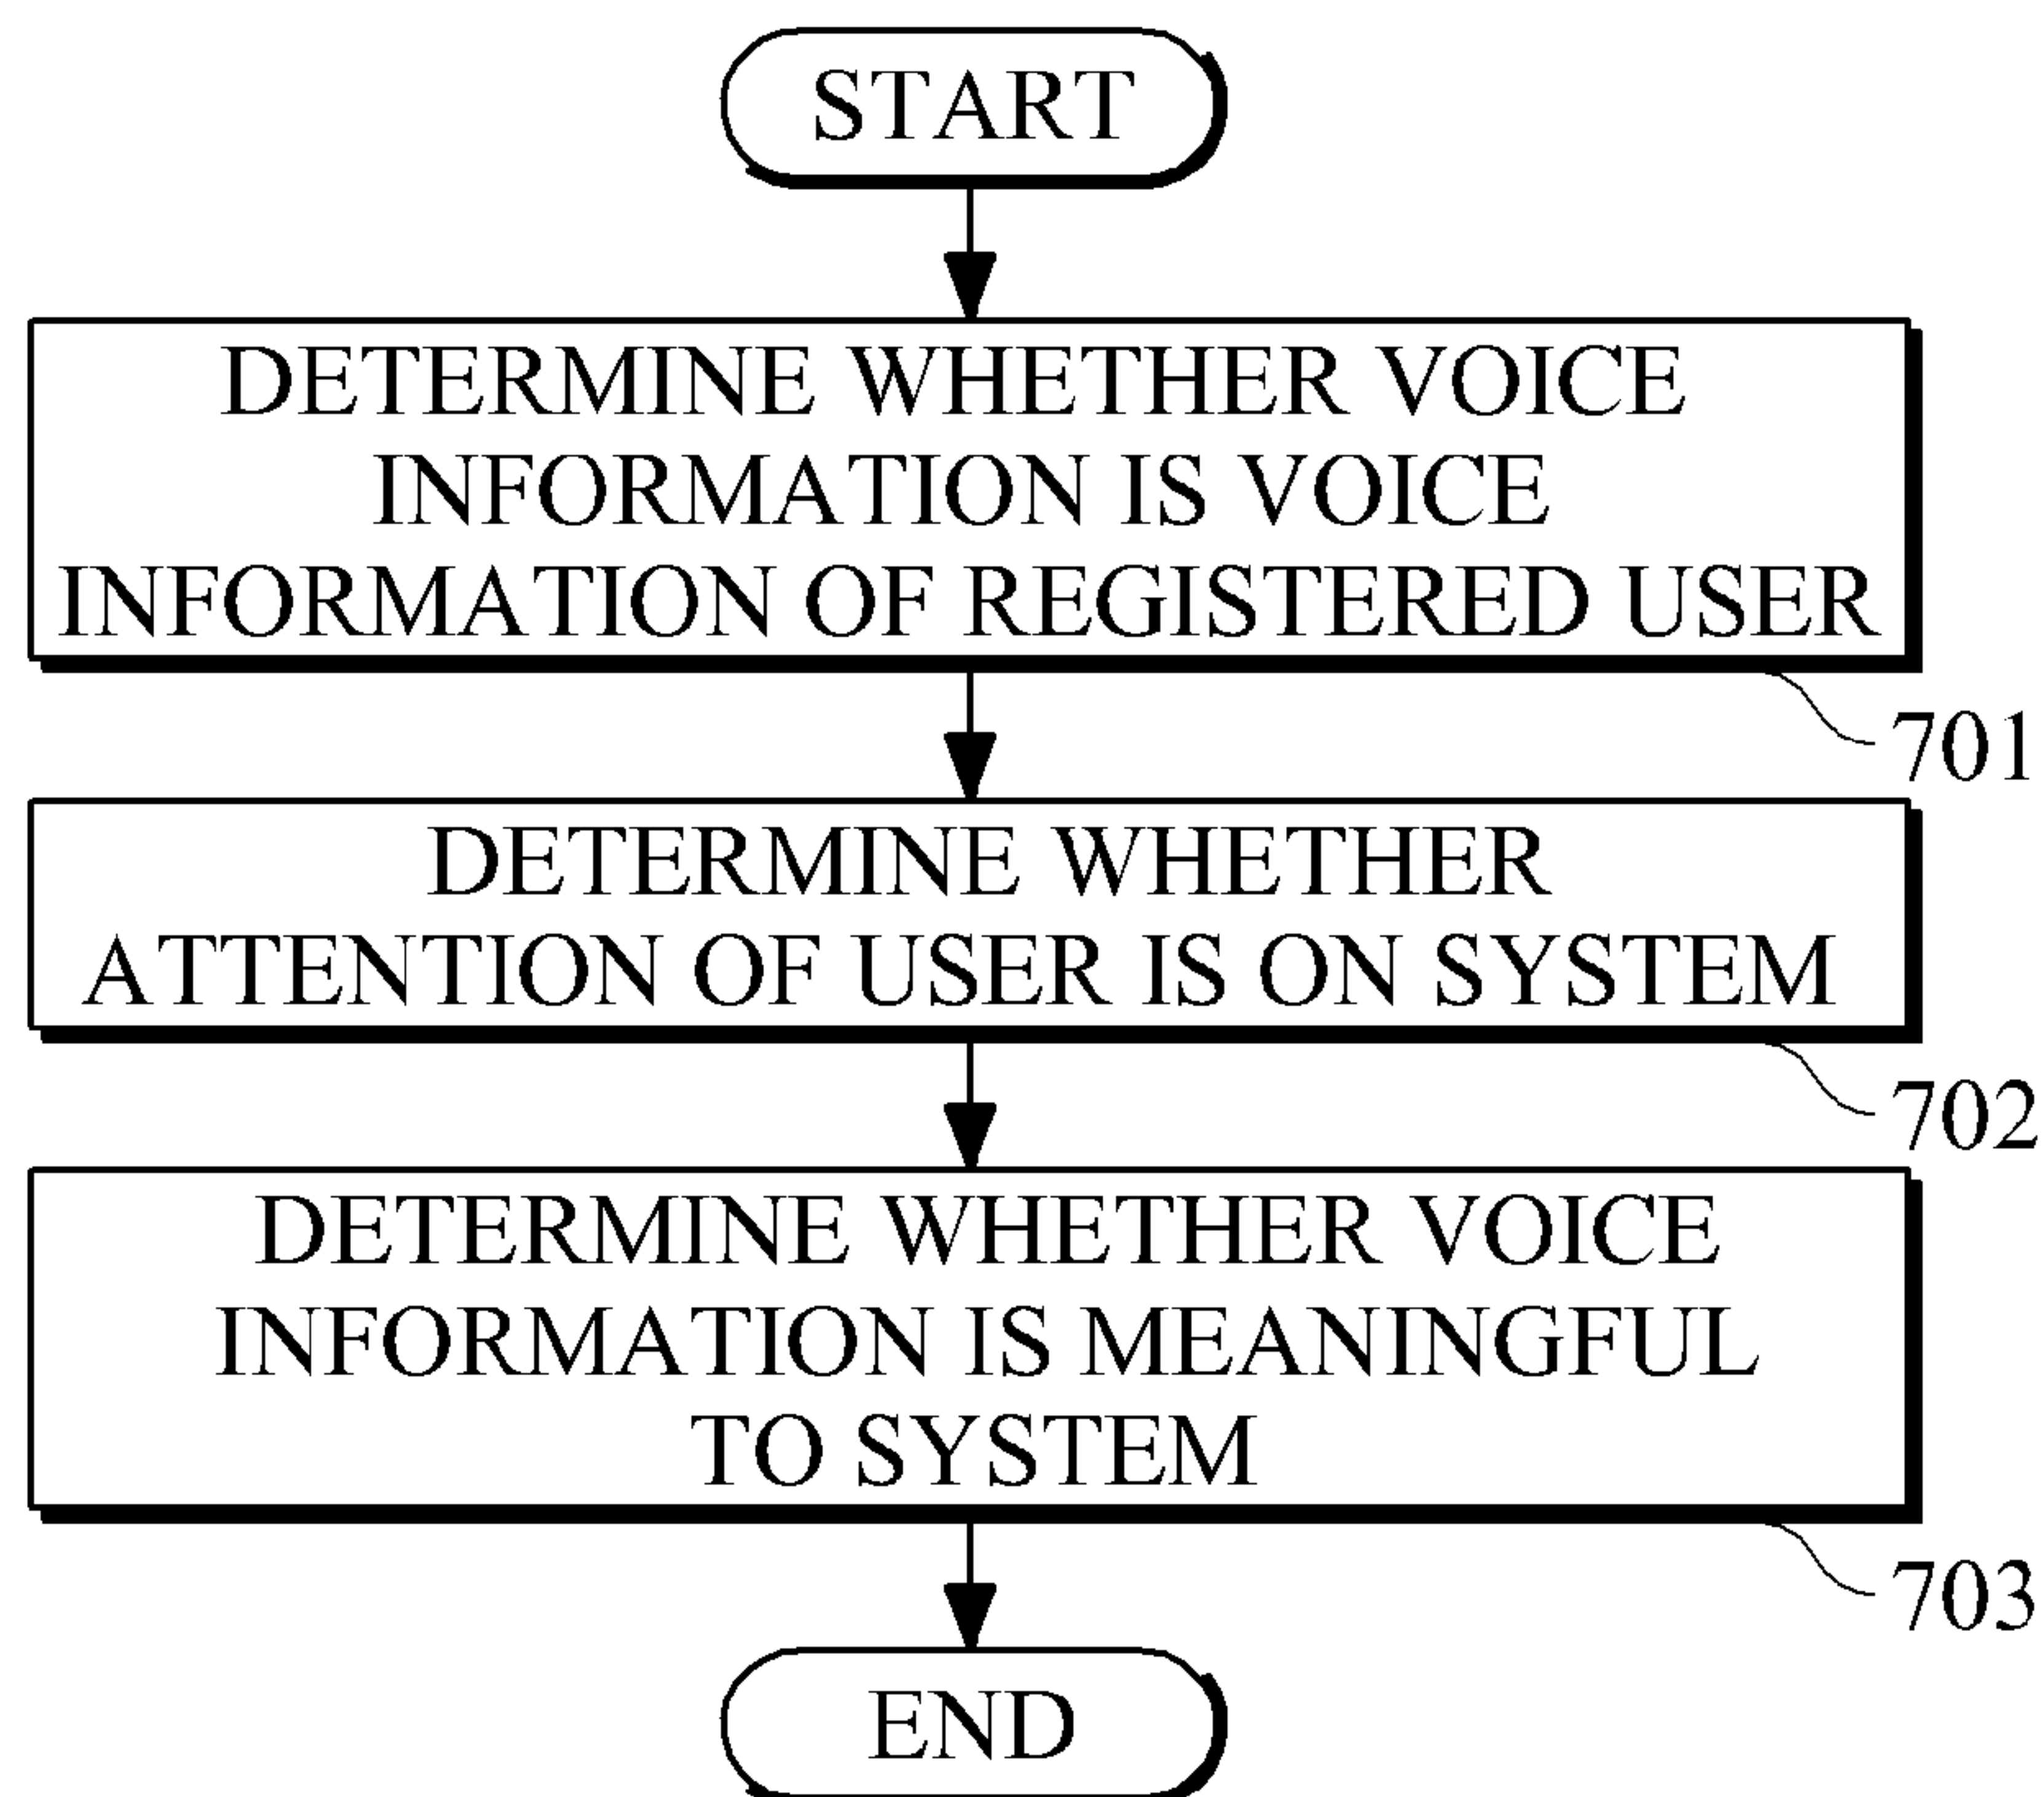 START
DETERMINE WHETHER VOICE
INFORMATION IS VOICE
INFORMATION OF REGISTERED USER
701
DETERMINE WHETHER
ATTENTION OF USER IS ON SYSTEM
702
DETERMINE WHETHER VOICE
INFORMATION IS MEANINGFUL
TO SYSTEM
703
END